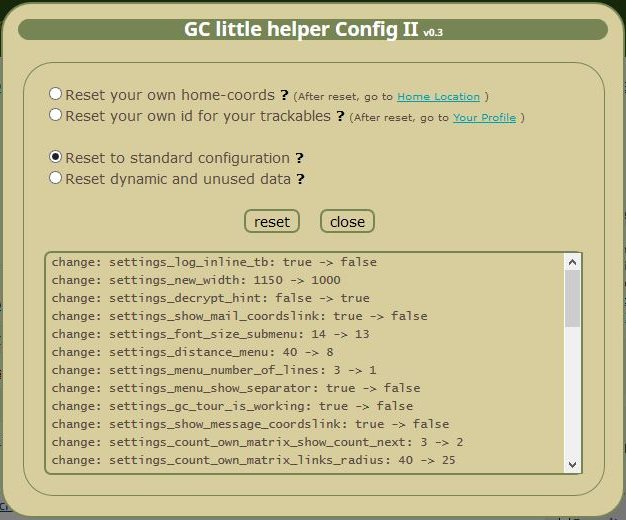 GC little helper Config II v0.3
Reset your own home-coords ? (After reset, go to Home Location )
Reset your own id for your trackables ? (After reset, go to Your Profile )
Reset to standard configuration ?
Reset dynamic and unused data ?
reset close
change: settings_log_inline_tb: true -> false
change: settings_new_width: 1150 -> 1000
change: settings_decrypt_hint: false -> true
change: settings_show_mail_coordslink: true -> false
change: settings_font_size_submenu: 14 -> 13
change: settings_distance_menu: 40 -> 8
change: settings_menu_number_of_lines: 3 -> 1
change: settings_menu_show_separator: true -> false
change: settings_gc_tour_is_working: true -> false
change: settings_show_message_coordslink: true -> false
change: settings_count_own_matrix_show_count_next: 3 -> 2
change: settings_count_own_matrix_links_radius: 40 -> 25